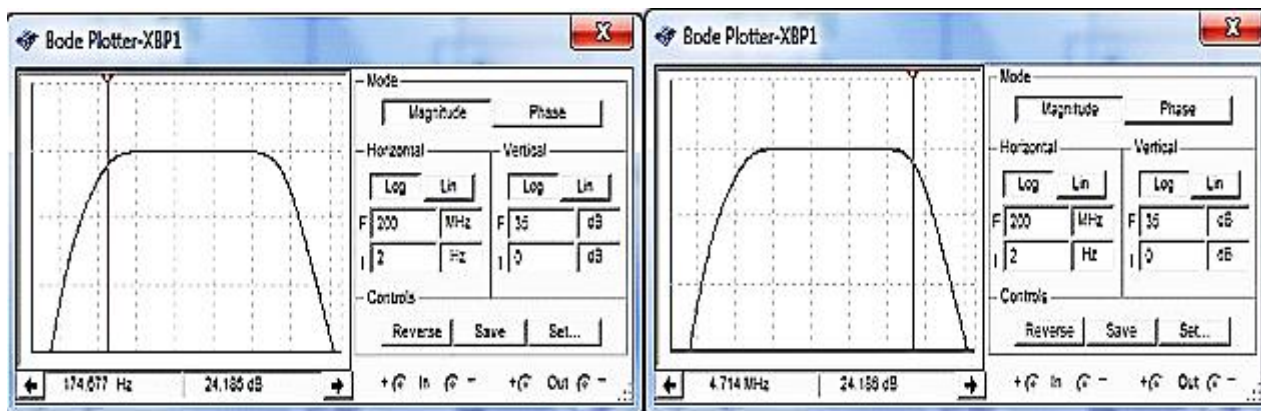 Bode Plotter-XBP1
X
Mode
Magnitude Phase
Horizontal Vertical
Log Lin Log Lin
F 200 MHz F 35 dB
I 2 Hz I 0 dB
Controls
Reverse Save Set...
174.677 Hz 24.185 dB + In - + Out -
Bode Plotter-XBP1
X
Mode
Magnitude Phase
Horizontal Vertical
Log Lin Log Lin
F 200 MHz F 35 dB
I 2 Hz I 0 dB
Controls
Reverse Save Set...
4.714 MHz 24.188 dB + In - + Out -